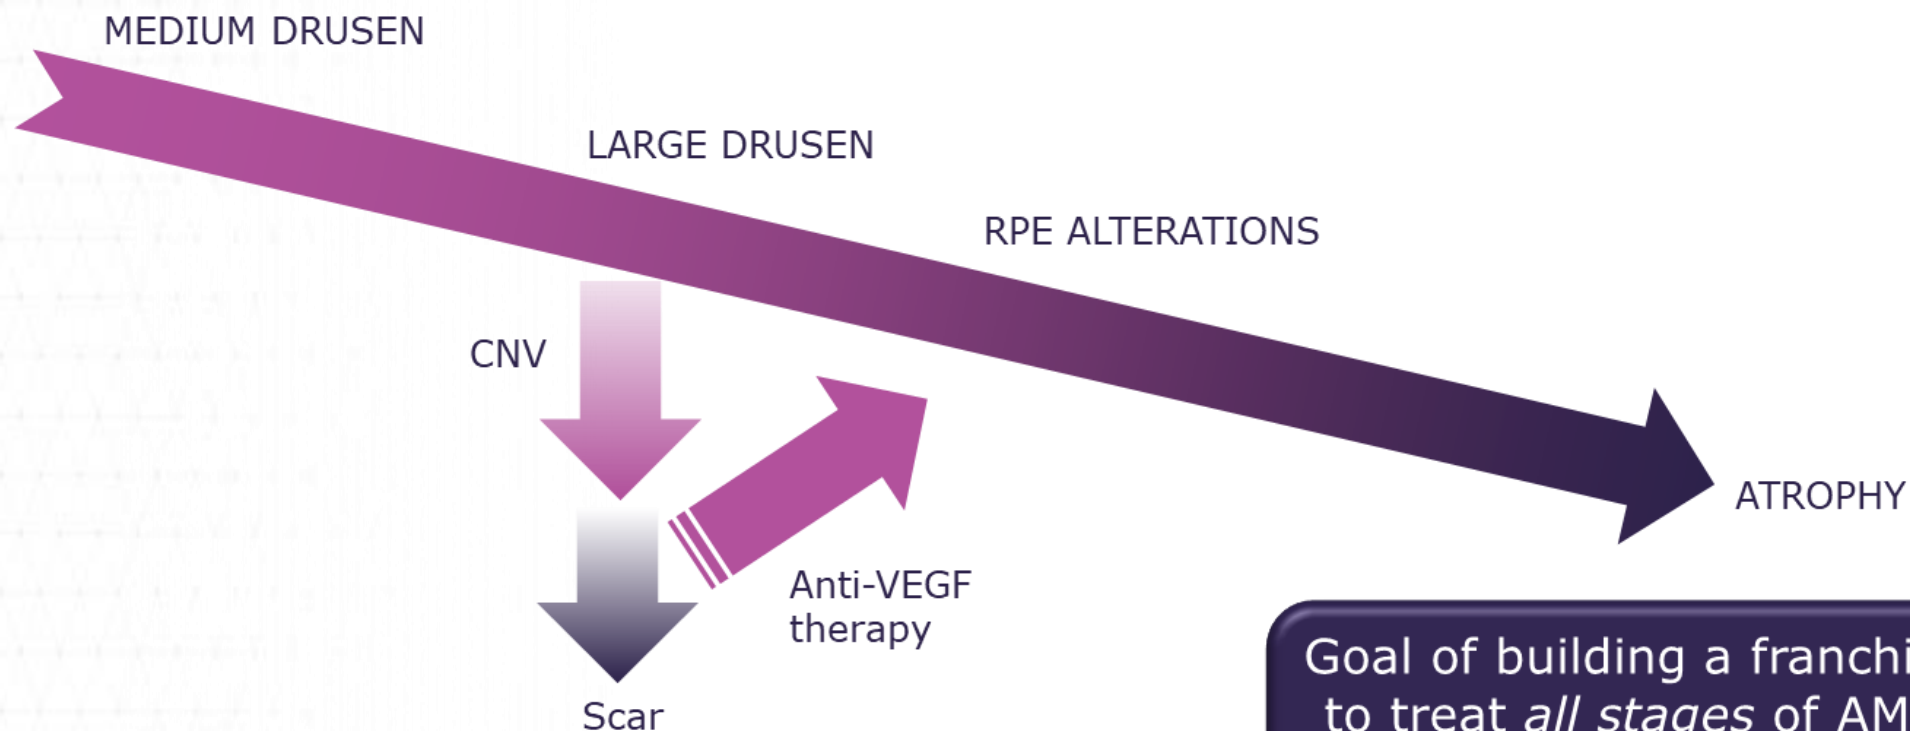 MEDIUM DRUSEN
LARGE DRUSEN
RPE ALTERATIONS
CNV
ATROPHY
Anti-VEGF
therapy
Scar
Goal of building a
to treat all stages of